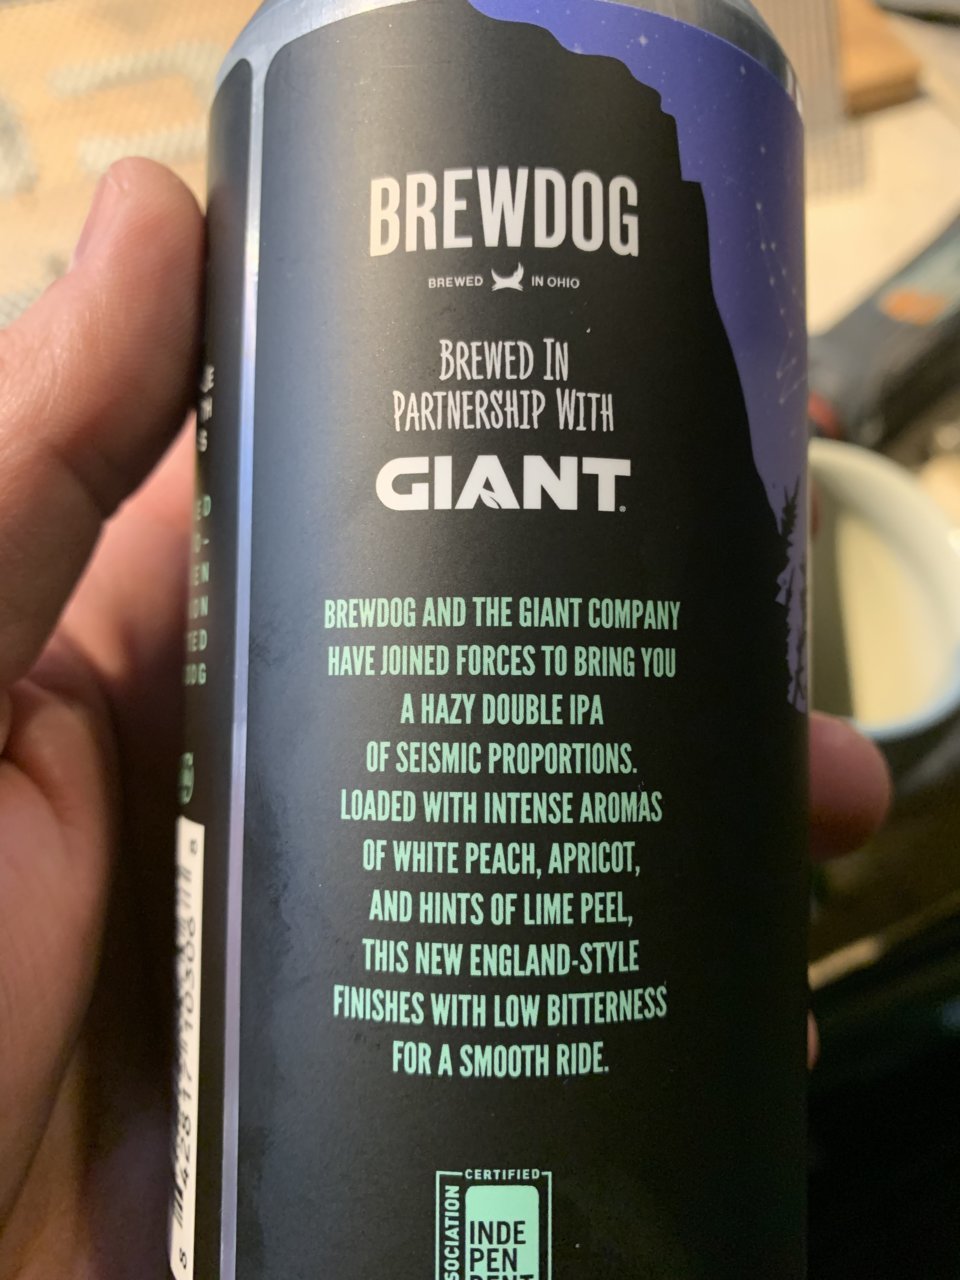 BREWDOG
BREWED IN OHIO
BREWED IN
PARTNERSHIP WITH
GIANT
BREWDOG AND THE GIANT COMPANY
HAVE JOINED FORCES TO BRING YOU
A HAZY DOUBLE IPA
OF SEISMIC PROPORTIONS.
LOADED WITH INTENSE AROMAS
OF WHITE PEACH, APRICOT,
AND HINTS OF LIME PEEL,
THIS NEW ENGLAND-STYLE
FINISHES WITH LOW BITTERNESS
FOR A SMOOTH RIDE.
CERTIFIED
INDE
PEN